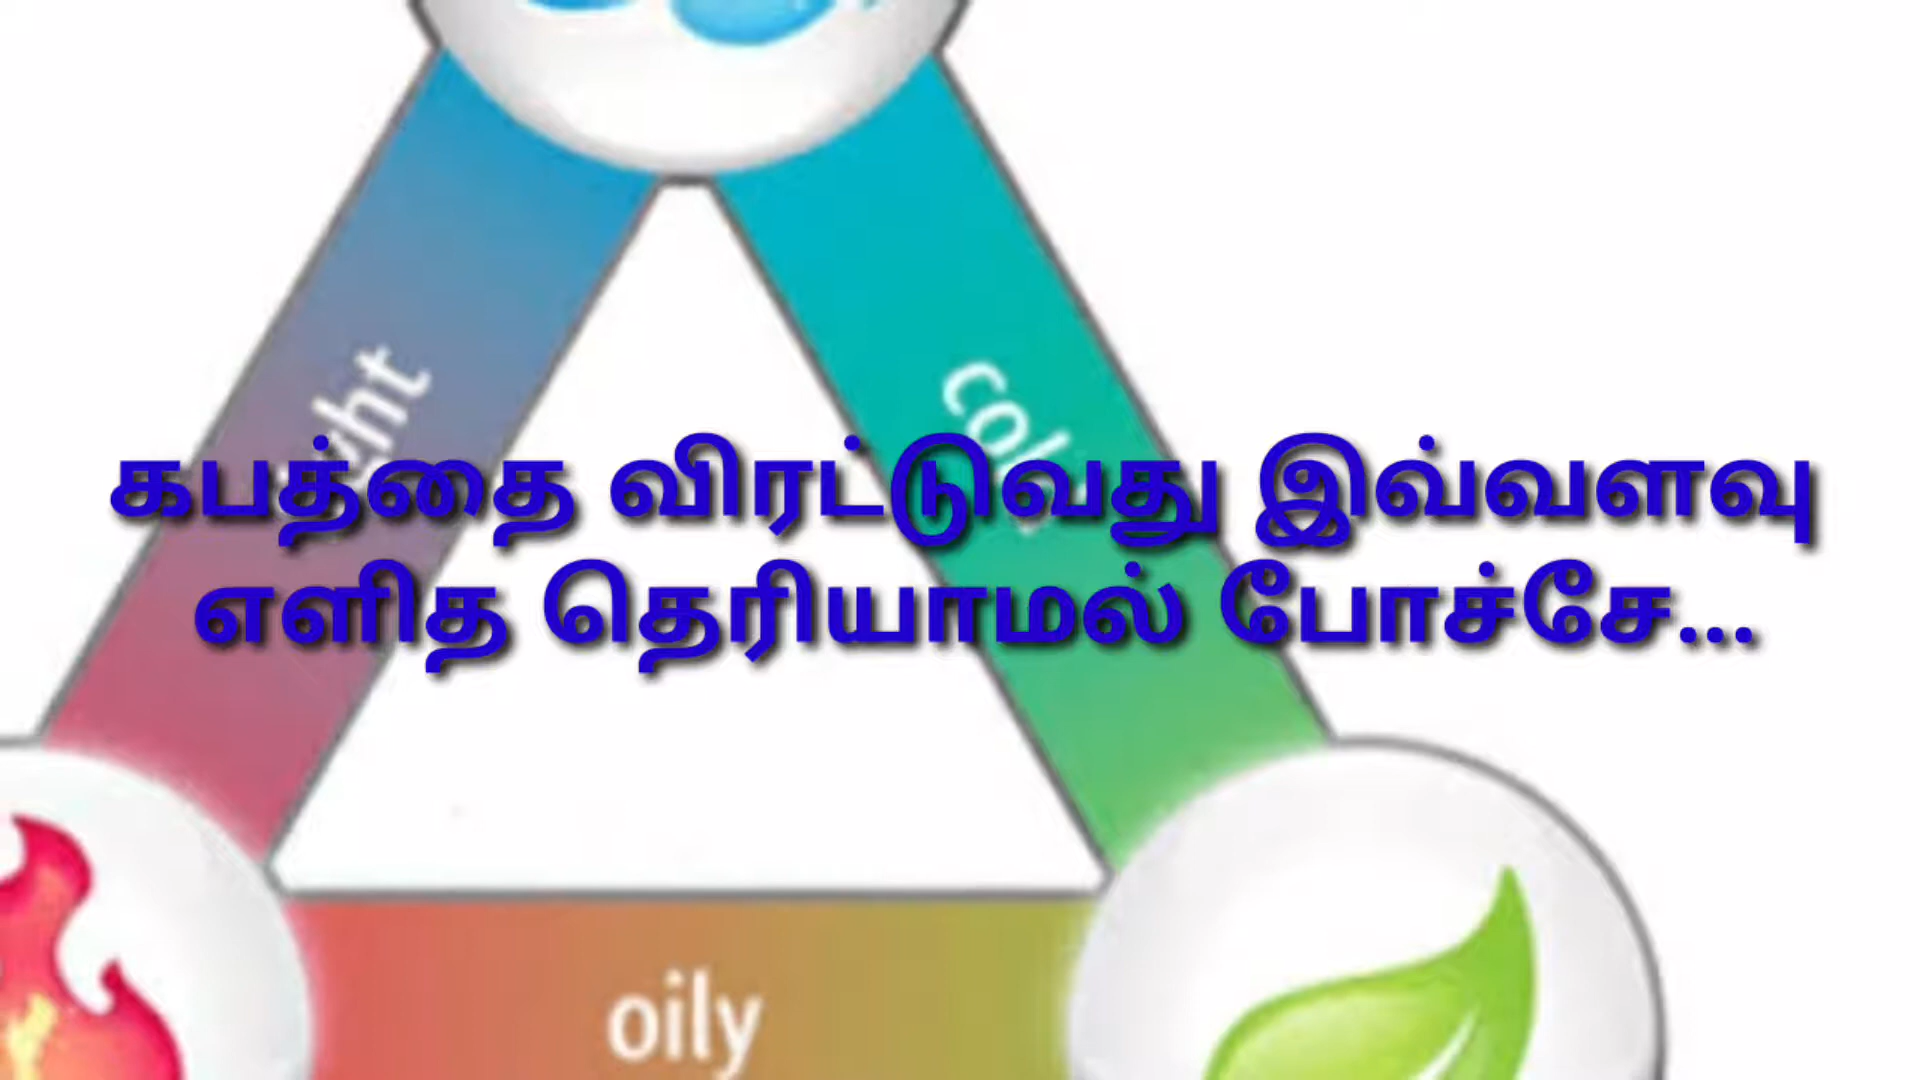 கபத்தை விரட்டுவது இவ்வளவு
எளித தெரியாமல் போச்சே...
oily